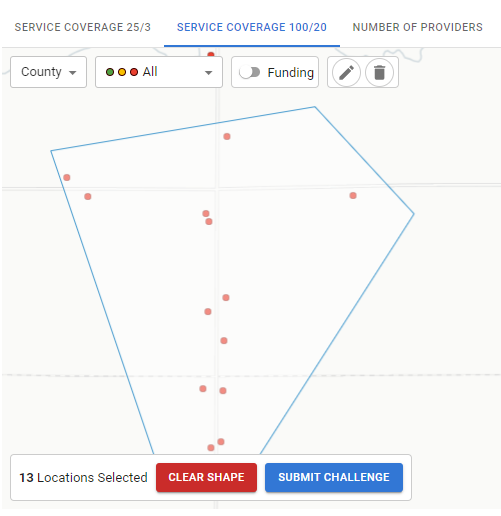 SERVICE COVERAGE 25/3 SERVICE COVERAGE 100/20 NUMBER OF PROVIDERS
County All Funding
13 Locations Selected CLEAR SHAPE SUBMIT CHALLENGE